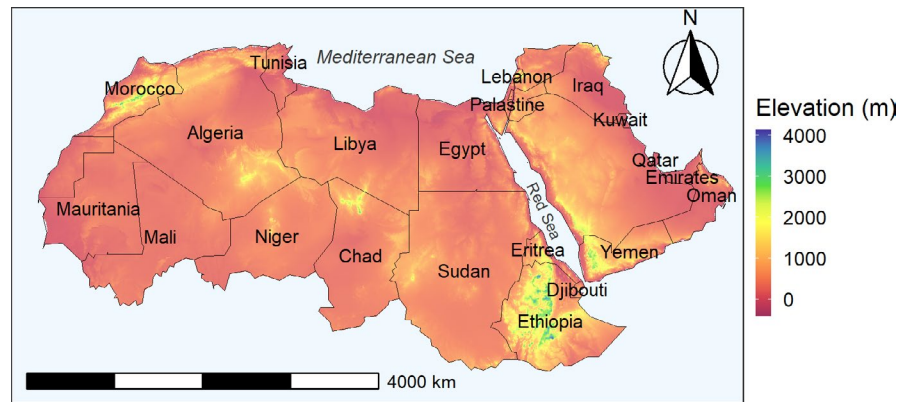 N
Mediterranean Sea
Tunisia
Lebanon
Iraq
Morocco
Palastine
Kuwait
Algeria
Libya
Egypt
Qatar
Emirates
Oman
Mauritania
Mali
Niger
Chad
Sudan
Red Sea
Eritrea
Yemen
Djibouti
Ethiopia
4000 km
Elevation (m)
4000
3000
2000
1000
0